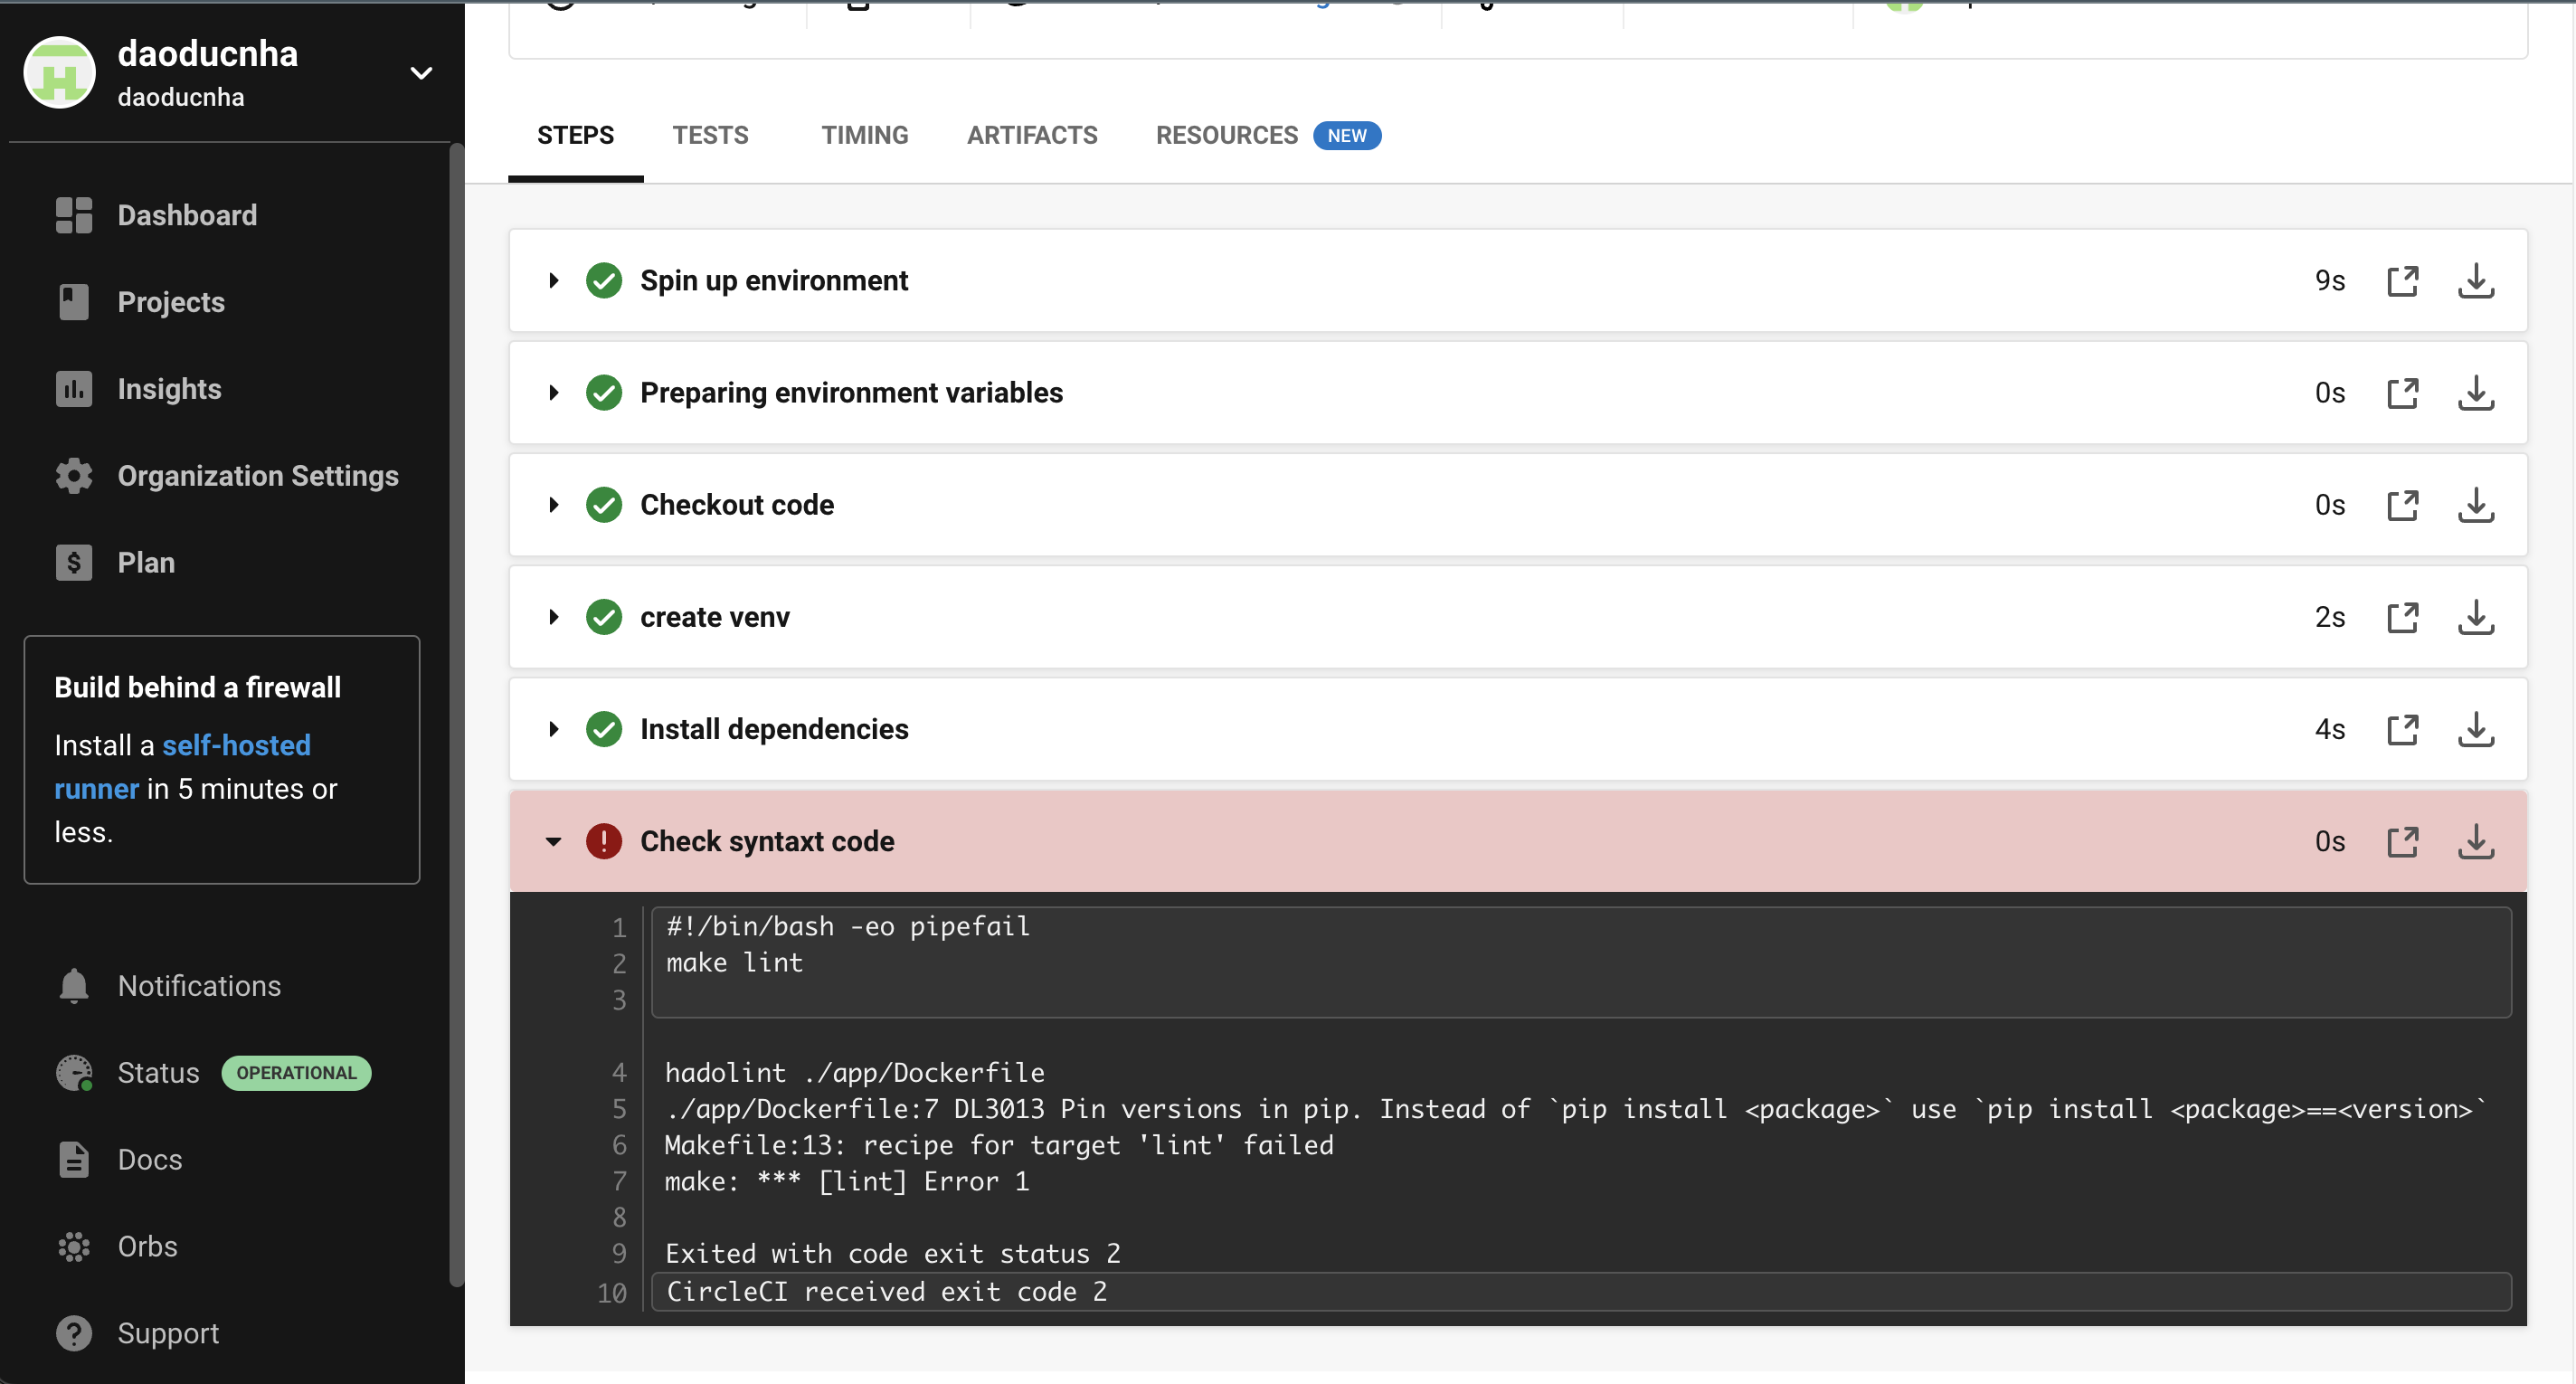 daoducnha
daoducnha
Dashboard
Projects
Insights
Organization Settings
Plan
Build behind a firewall
Install a self-hosted
runner in 5 minutes or
less.
Notifications
Status OPERATIONAL
Docs
Orbs
Support
STEPS TESTS TIMING ARTIFACTS RESOURCES NEW
Spin up environment 9s
Preparing environment variables 0s
Checkout code 0s
create venv 2s
Install dependencies 4s
Check syntaxt code 0s
1 #!/bin/bash -eo pipefail
2 make lint
3
4 hadolint ./app/Dockerfile
5 ./app/Dockerfile:7 DL3013 Pin versions in pip. Instead of `pip install <package>` use `pip install <package>==<version>`
6 Makefile:13: recipe for target 'lint' failed
7 make: *** [lint] Error 1
8
9 Exited with code exit status 2
10 CircleCI received exit code 2